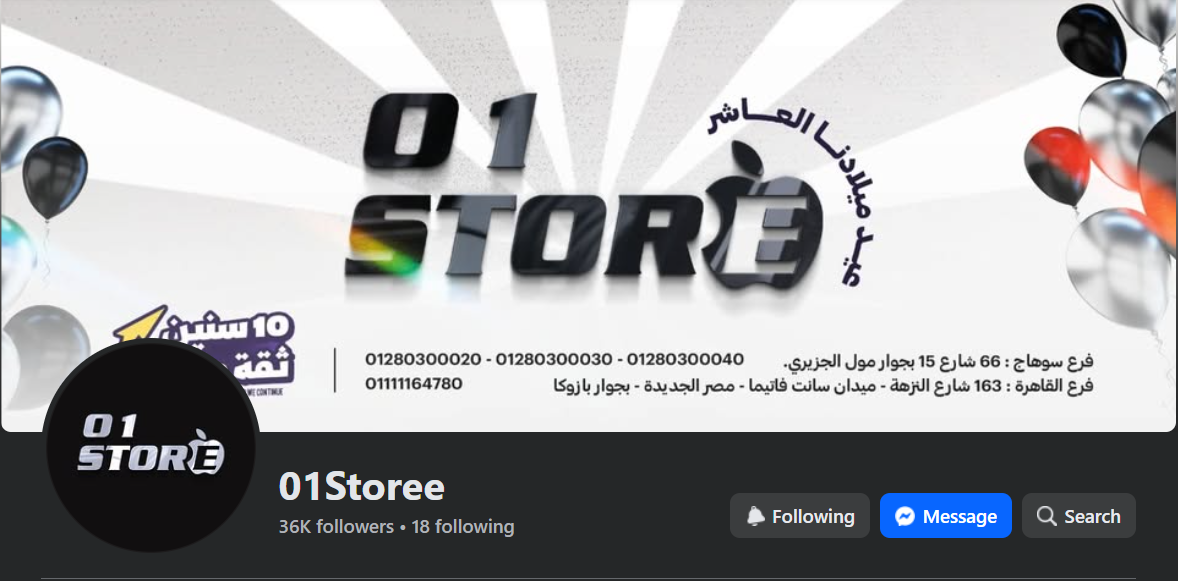 01
STORE
عيد ميلادنا العاشر
10 سنين
ثقة
WE CONTINUE
01280300020 - 01280300030 - 01280300040
فرع سوهاج : 66 شارع 15 بجوار مول الجزيري.
01111164780
فرع القاهرة : 163 شارع النزهة - ميدان سانت فاتيما - مصر الجديدة - بجوار بازوكا
01
STORE
01Storee
36K followers • 18 following
Following
Message
Search